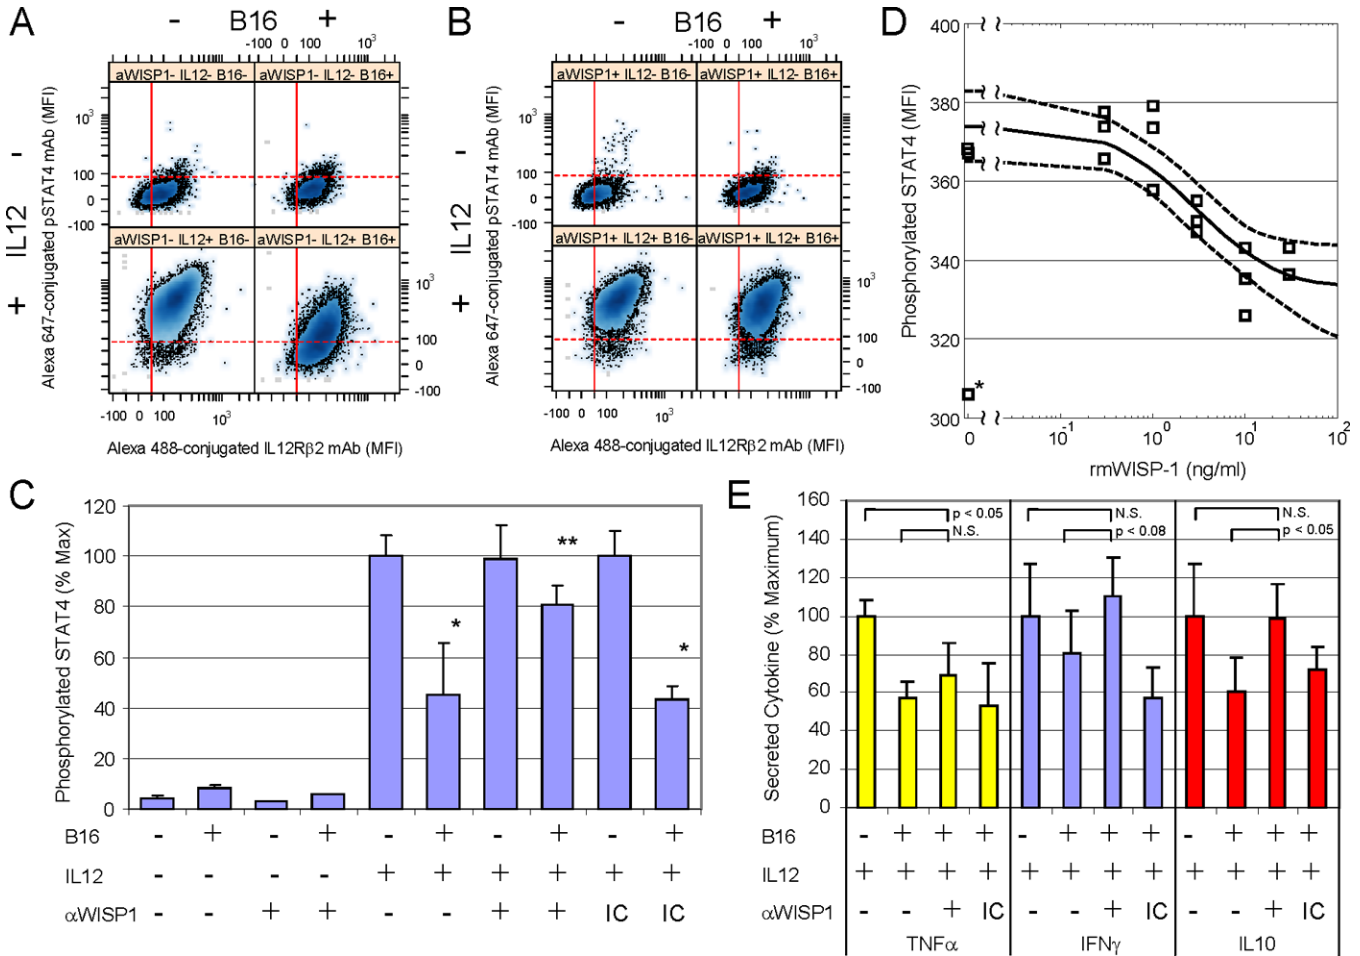 A
- B16 +
-100 0 100 10³
aWISP1- IL12- B16-
aWISP1- IL12- B16+
10³
100
0
-100
aWISP1- IL12+ B16-
aWISP1- IL12+ B16+
10³
100
0
-100
-100 0 100 10³
IL12
- +
Alexa 647-conjugated pSTAT4 mAb (MFI)
Alexa 488-conjugated IL12Rβ2 mAb (MFI)
B
- B16 +
-100 0 100 10³
aWISP1+ IL12- B16-
aWISP1+ IL12- B16+
10³
100
0
-100
aWISP1+ IL12+ B16-
aWISP1+ IL12+ B16+
10³
100
0
-100
-100 0 100 10³
IL12
- +
Alexa 647-conjugated pSTAT4 mAb (MFI)
Alexa 488-conjugated IL12Rβ2 mAb (MFI)
D
400
380
360
340
320
300
Phosphorylated STAT4 (MFI)
*
0 10⁻¹ 10⁰ 10¹ 10²
rmWISP-1 (ng/ml)
C
120
100
80
60
40
20
0
Phosphorylated STAT4 (% Max)
* ** *
B16 - + - + - + - + - +
IL12 - - - - + + + + + +
αWISP1 - - + + - - + + IC IC
E
160
140
120
100
80
60
40
20
0
Secreted Cytokine (% Maximum)
p < 0.05
N.S.
N.S.
p < 0.08
N.S.
p < 0.05
B16 - + + + - + + + - + + +
IL12 + + + + + + + + + + + +
αWISP1 - - + IC - - + IC - - + IC
TNFα IFNγ IL10